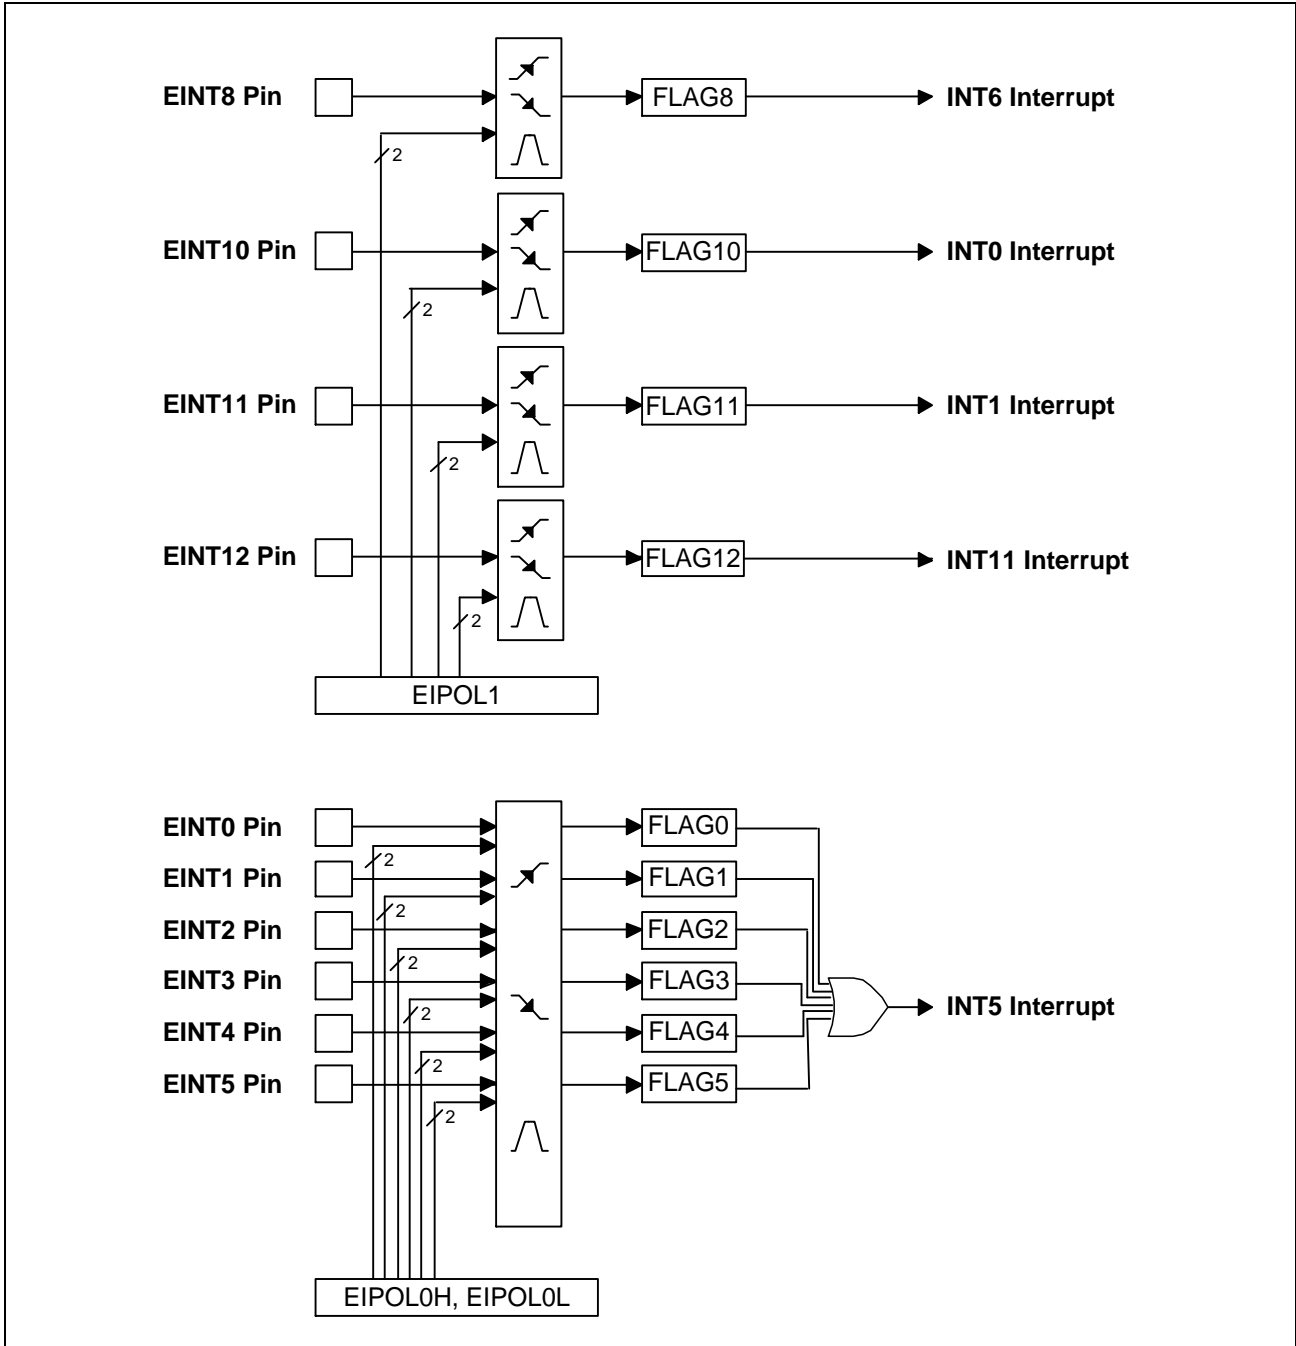 EINT8 Pin
FLAG8
INT6 Interrupt
2
EINT10 Pin
FLAG10
INT0 Interrupt
2
EINT11 Pin
FLAG11
INT1 Interrupt
2
EINT12 Pin
FLAG12
INT11 Interrupt
2
EIPOL1
EINT0 Pin
FLAG0
2
EINT1 Pin
FLAG1
2
EINT2 Pin
FLAG2
2
EINT3 Pin
FLAG3
INT5 Interrupt
2
EINT4 Pin
FLAG4
2
EINT5 Pin
FLAG5
2
EIPOL0H, EIPOL0L